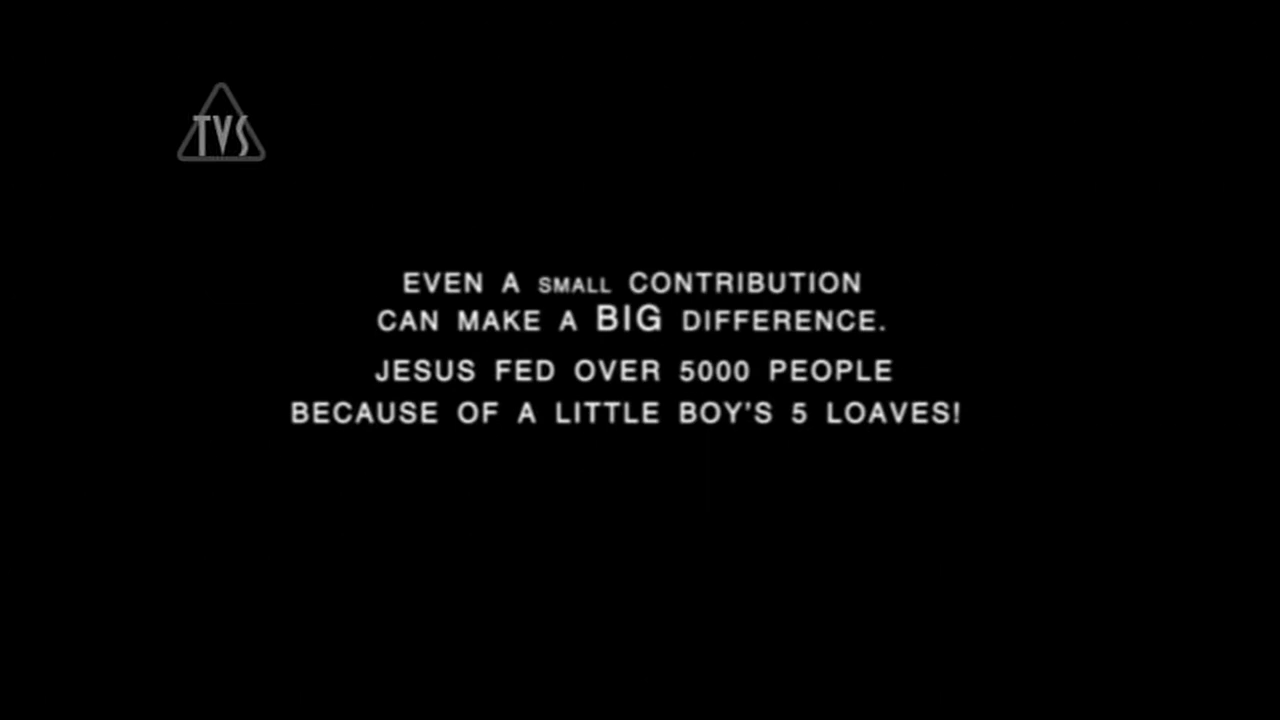 TVS
EVEN A SMALL CONTRIBUTION
CAN MAKE A BIG DIFFERENCE.
JESUS FED OVER 5000 PEOPLE
BECAUSE OF A LITTLE BOY'S 5 LOAVES!